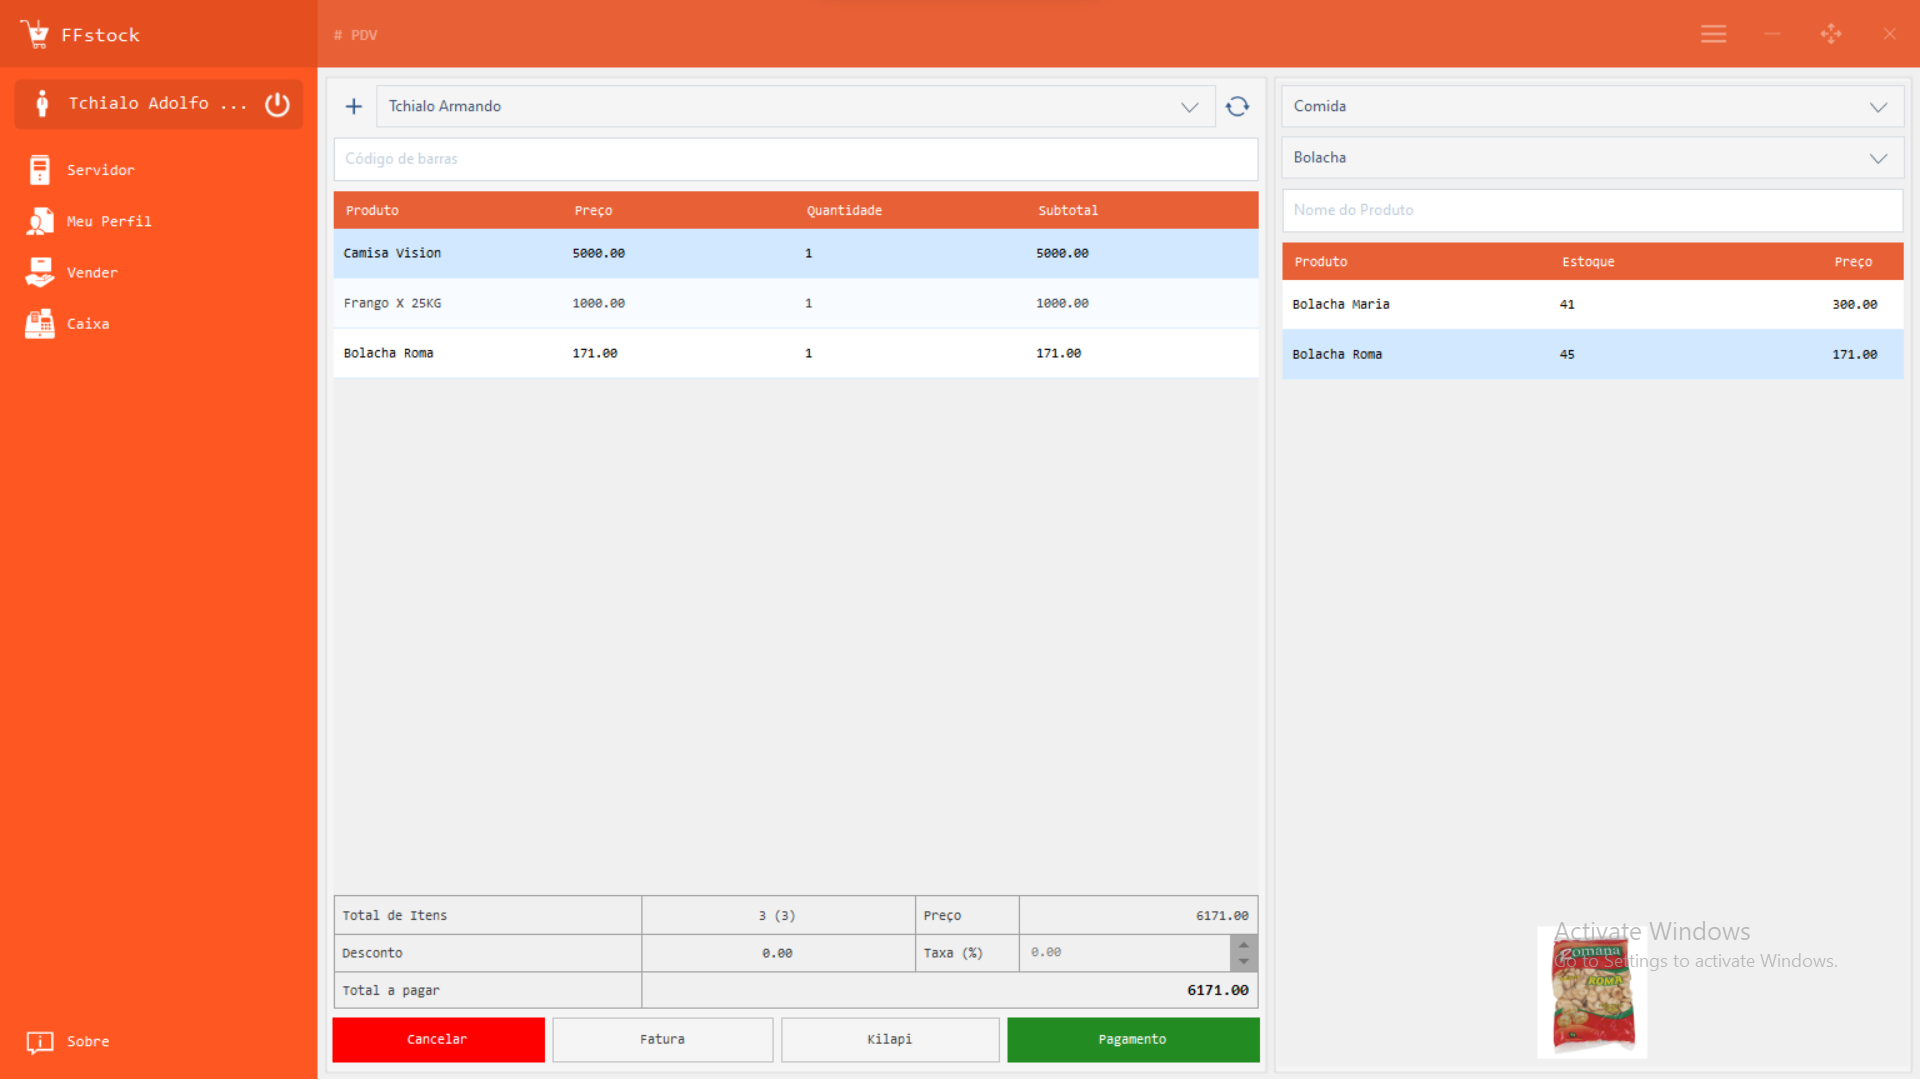 FFstock
# PDV
Tchialo Adolfo ...
Servidor
Meu Perfil
Vender
Caixa
Sobre
Tchialo Armando
Código de barras
Produto Preço Quantidade Subtotal
Camisa Vision 5000.00 1 5000.00
Frango X 25KG 1000.00 1 1000.00
Bolacha Roma 171.00 1 171.00
Total de Itens 3 (3) Preço 6171.00
Desconto 0.00 Taxa (%) 0.00
Total a pagar 6171.00
Cancelar Fatura Kilapi Pagamento
Comida
Bolacha
Nome do Produto
Produto Estoque Preço
Bolacha Maria 41 300.00
Bolacha Roma 45 171.00
Activate Windows
Go to Settings to activate Windows.
Romana
ROMA